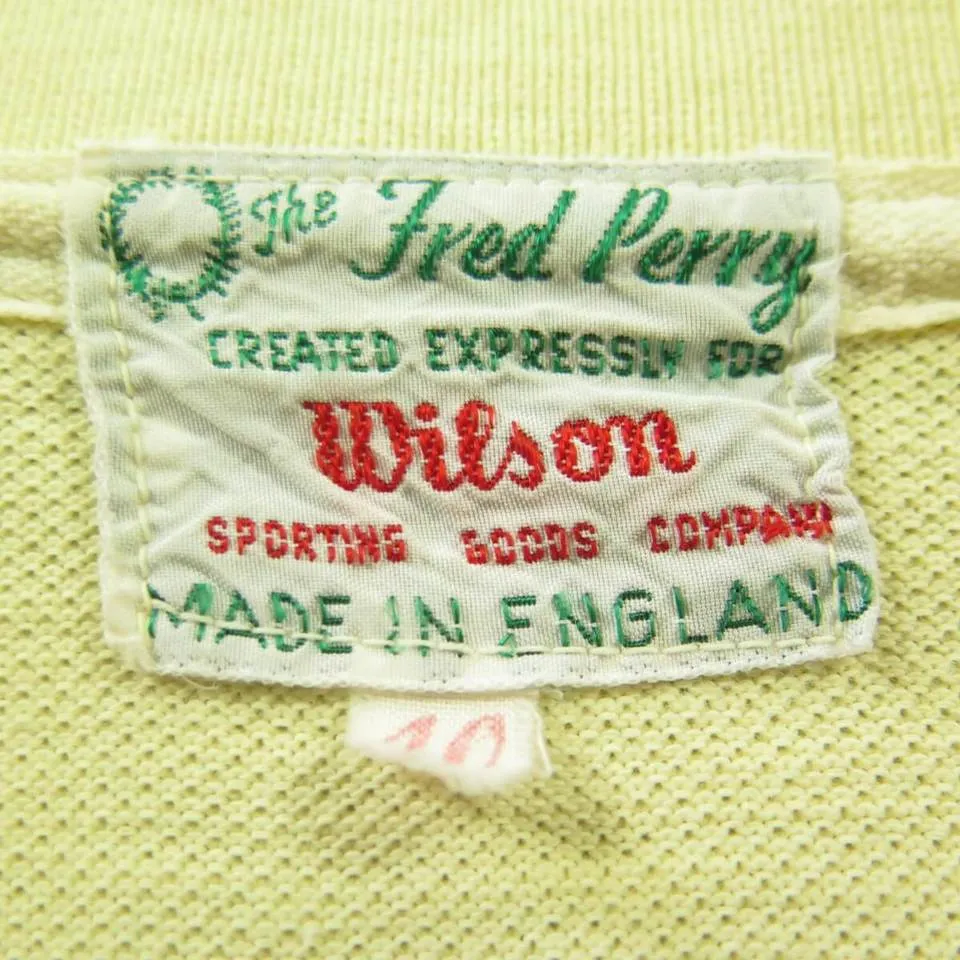 The Fred Perry
CREATED EXPRESSLY FOR
Wilson
SPORTING GOODS COMPANY
MADE IN ENGLAND